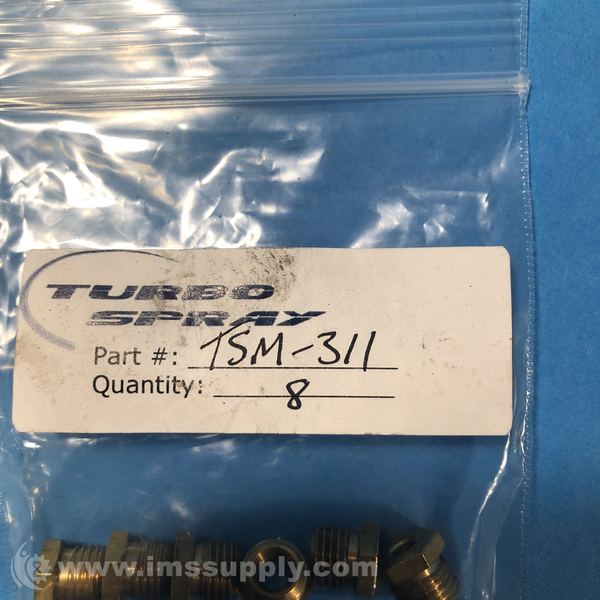 TURBO
SPRAY
Part #: TSM-311
Quantity: 8
www.imssupply.com